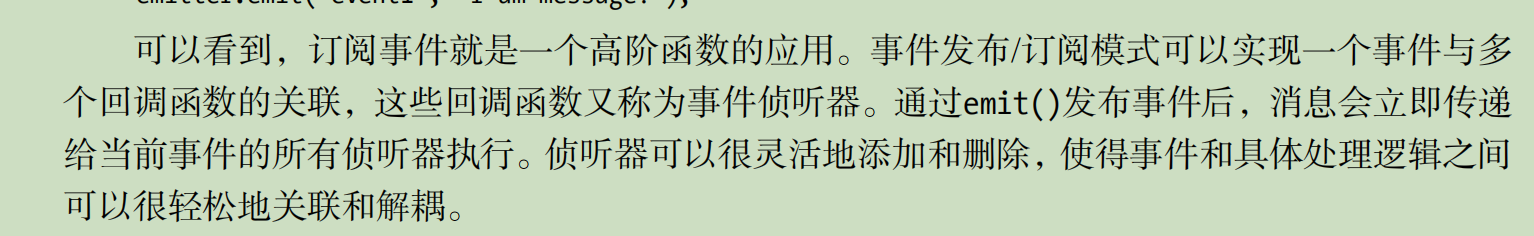 emitter.emit('event1', "I am message!");
可以看到，订阅事件就是一个高阶函数的应用。事件发布/订阅模式可以实现一个事件与多
个回调函数的关联，这些回调函数又称为事件侦听器。通过emit()发布事件后，消息会立即传递
给当前事件的所有侦听器执行。侦听器可以很灵活地添加和删除，使得事件和具体处理逻辑之间
可以很轻松地关联和解耦。